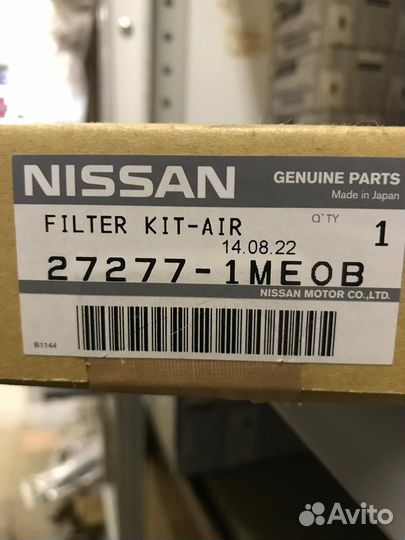 NISSAN
GENUINE PARTS
Made in Japan
FILTER KIT-AIR
Q'TY
1
14.08.22
27277-1ME0B
NISSAN MOTOR CO.,LTD.
B1144
Avito